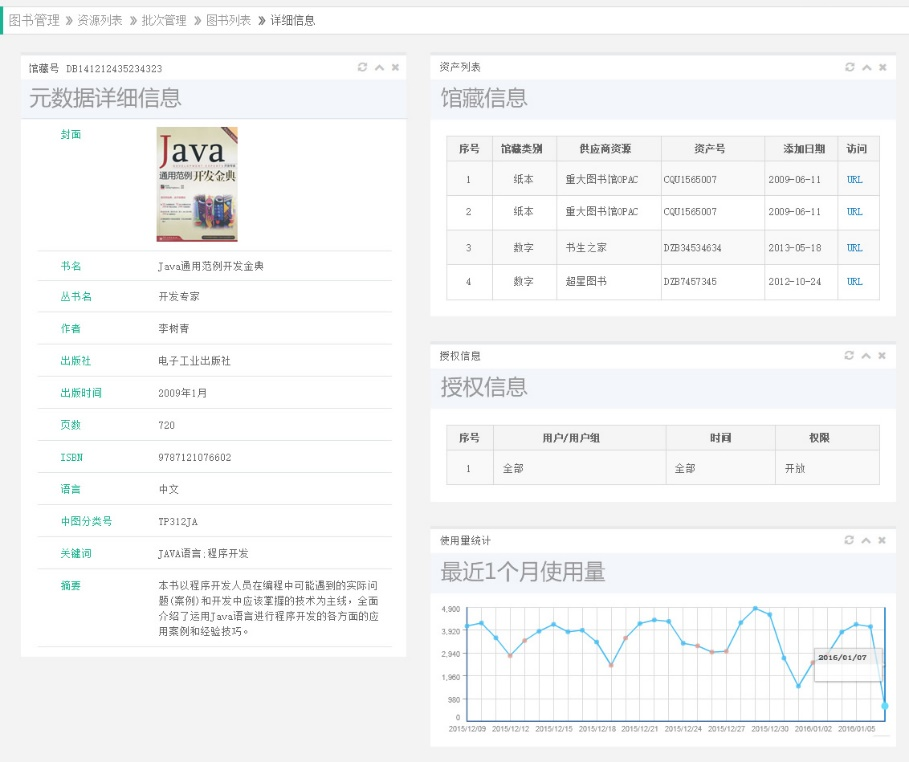 图书管理 » 资源列表 » 批次管理 » 图书列表 » 详细信息
馆藏号 DB141212435234323
元数据详细信息
封面
Java
通用范例开发金典
书名 Java通用范例开发金典
丛书名 开发专家
作者 李树青
出版社 电子工业出版社
出版时间 2009年1月
页数 720
ISBN 9787121076602
语言 中文
中图分类号 TP312JA
关键词 JAVA语言;程序开发
摘要 本书以程序开发人员在编程中可能遇到的实际问
题(案例)和开发中应该掌握的技术为主线，全面
介绍了运用Java语言进行程序开发的各方面的应
用案例和经验技巧。
资产列表
馆藏信息
序号 馆藏类别 供应商资源 资产号 添加日期 访问
1 纸本 重大图书馆OPAC CQU1565007 2009-06-11 URL
2 纸本 重大图书馆OPAC CQU1565007 2009-06-11 URL
3 数字 书生之家 DZB34534634 2013-05-18 URL
4 数字 超星图书 DZB7457345 2012-10-24 URL
授权信息
授权信息
序号 用户/用户组 时间 权限
1 全部 全部 开放
使用量统计
最近1个月使用量
4,900
3,920
2,940
1,960
980
0
2016/01/07
2015/12/09 2015/12/12 2015/12/15 2015/12/18 2015/12/21 2015/12/24 2015/12/27 2015/12/30 2016/01/02 2016/01/05